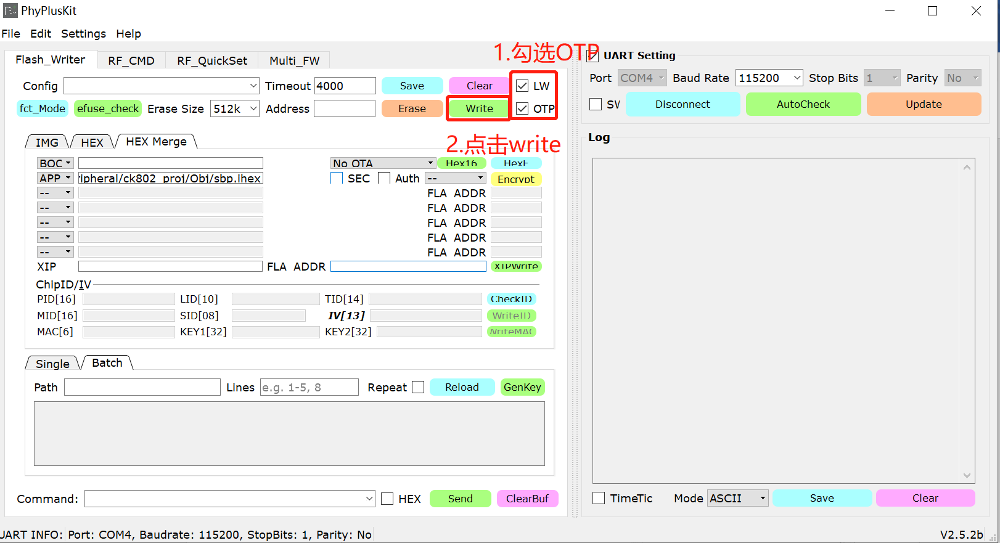 PhyPlusKit
File Edit Settings Help
Flash_Writer RF_CMD RF_QuickSet Multi_FW
1.勾选OTP
UART Setting
Config Timeout 4000 Save Clear LW
Port COM4 Baud Rate 115200 Stop Bits 1 Parity No
fct_Mode efuse_check Erase Size 512k Address Erase Write OTP
SW Disconnect AutoCheck Update
2.点击write
IMG HEX HEX Merge
Log
BOC No OTA Hex16 HexF
APP ripheral/ck802_proj/Obj/sbp.ihex SEC Auth -- Encrypt
-- FLA ADDR
-- FLA ADDR
-- FLA ADDR
-- FLA ADDR
-- FLA ADDR
XIP FLA ADDR XIPWrite
ChipID/IV
PID[16] LID[10] TID[14] CheckID
MID[16] SID[08] IV[13] WriteID
MAC[6] KEY1[32] KEY2[32] WriteMAC
Single Batch
Path Lines e.g. 1-5, 8 Repeat Reload GenKey
Command: HEX Send ClearBuf
TimeTic Mode ASCII Save Clear
UART INFO: Port: COM4, Baudrate: 115200, StopBits: 1, Parity: No
V2.5.2b